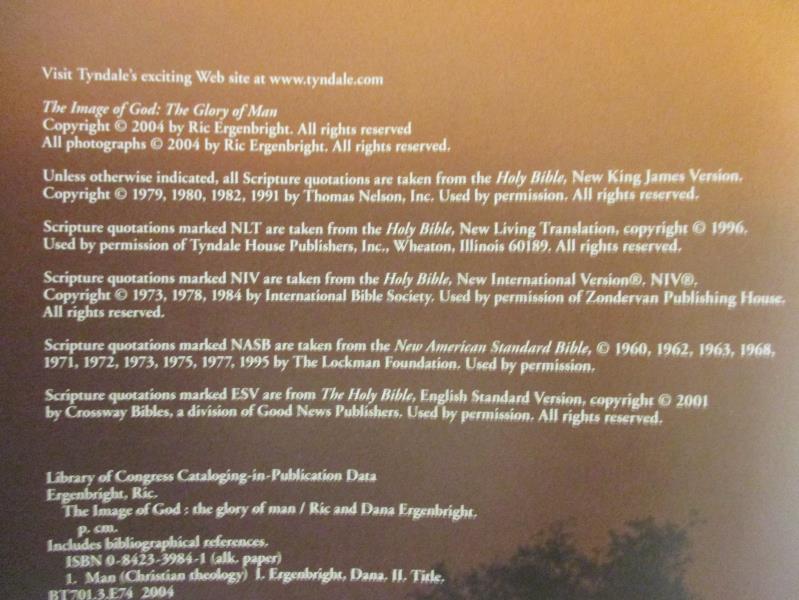 Visit Tyndale's exciting Web site at www.tyndale.com
The Image of God: The Glory of Man
Copyright © 2004 by Ric Ergenbright. All rights reserved
All photographs © 2004 by Ric Ergenbright. All rights reserved.
Unless otherwise indicated, all Scripture quotations are taken from the Holy Bible, New King James Version.
Copyright © 1979, 1980, 1982, 1991 by Thomas Nelson, Inc. Used by permission. All rights reserved.
Scripture quotations marked NLT are taken from the Holy Bible, New Living Translation, copyright © 1996.
Used by permission of Tyndale House Publishers, Inc., Wheaton, Illinois 60189. All rights reserved.
Scripture quotations marked NIV are taken from the Holy Bible, New International Version®. NIV®.
Copyright © 1973, 1978, 1984 by International Bible Society. Used by permission of Zondervan Publishing House.
All rights reserved.
Scripture quotations marked NASB are taken from the New American Standard Bible, © 1960, 1962, 1963, 1968,
1971, 1972, 1973, 1975, 1977, 1995 by The Lockman Foundation. Used by permission.
Scripture quotations marked ESV are from The Holy Bible, English Standard Version, copyright © 2001
by Crossway Bibles, a division of Good News Publishers. Used by permission. All rights reserved.
Library of Congress Cataloging-in-Publication Data
Ergenbright, Ric.
The Image of God : the glory of man / Ric and Dana Ergenbright.
p. cm.
Includes bibliographical references.
ISBN 0-8423-3984-1 (alk. paper)
1. Man (Christian theology) I. Ergenbright, Dana. II. Title.
BT701.3.E74 2004